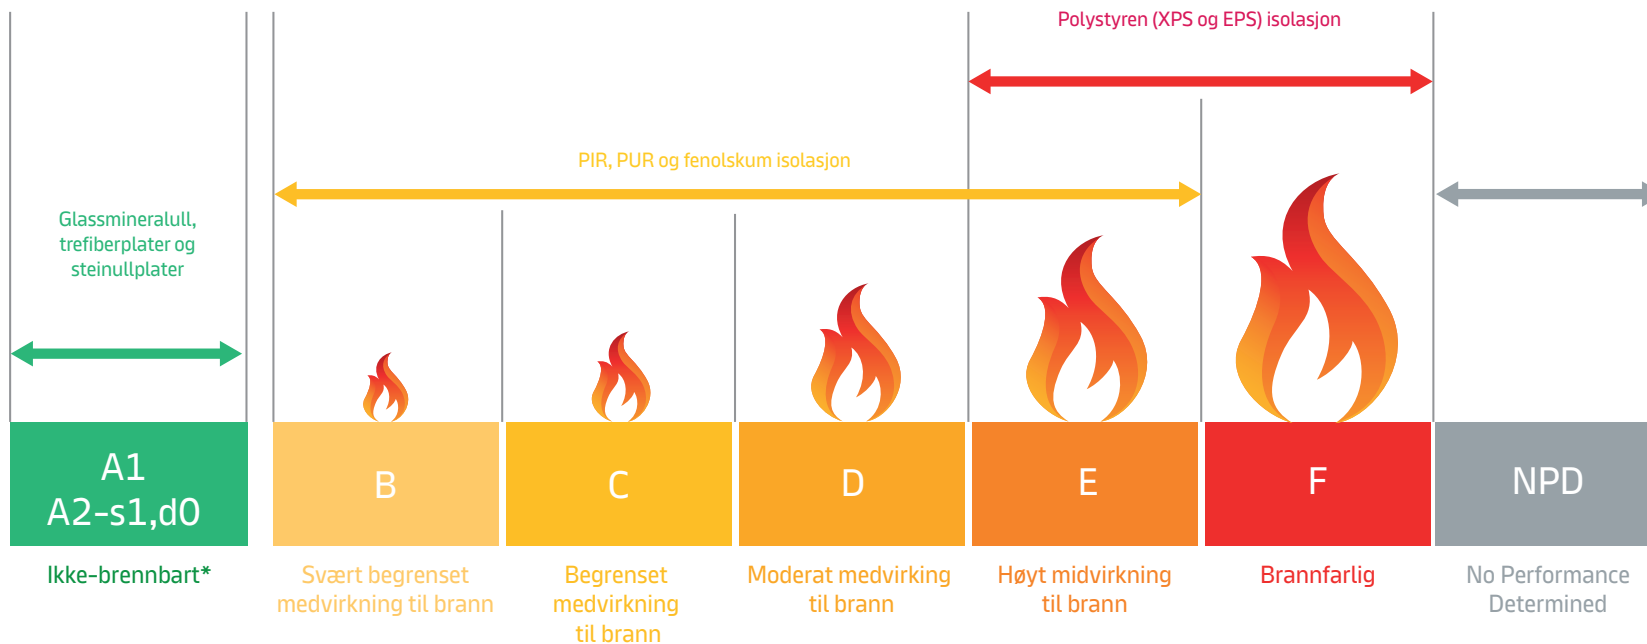 Polystyren (XPS og EPS) isolasjon
PIR, PUR og fenolskum isolasjon
Glassmineralull,
trefiberplater og
steinullplater
A1
A2-s1,d0
B
C
D
E
F
NPD
Ikke-brennbart*
Svært begrenset
medvirkning til brann
Begrenset
medvirkning
til brann
Moderat medvirking
til brann
Høyt midvirkning
til brann
Brannfarlig
No Performance
Determined